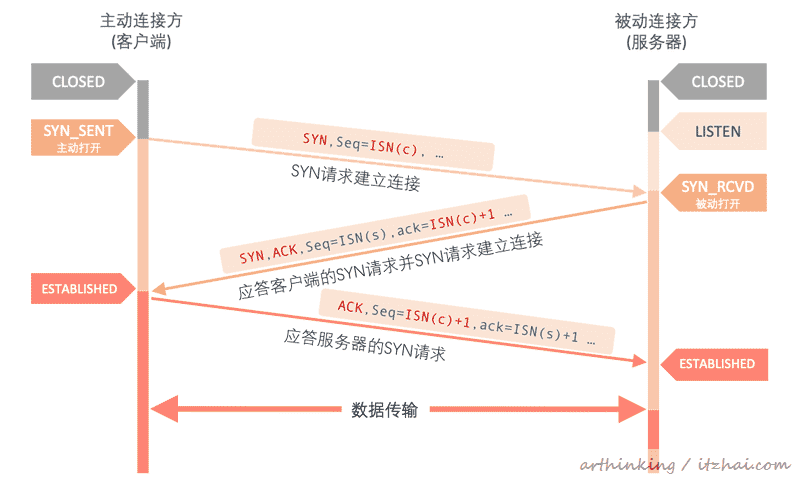 主动连接方
(客户端)
被动连接方
(服务器)
CLOSED
CLOSED
SYN_SENT
主动打开
LISTEN
SYN,Seq=ISN(c), …
SYN请求建立连接
SYN_RCVD
被动打开
SYN,ACK,Seq=ISN(s),ack=ISN(c)+1 …
应答客户端的SYN请求并SYN请求建立连接
ESTABLISHED
ACK,Seq=ISN(c)+1,ack=ISN(s)+1 …
应答服务器的SYN请求
ESTABLISHED
数据传输
arthinking / itzhai.com